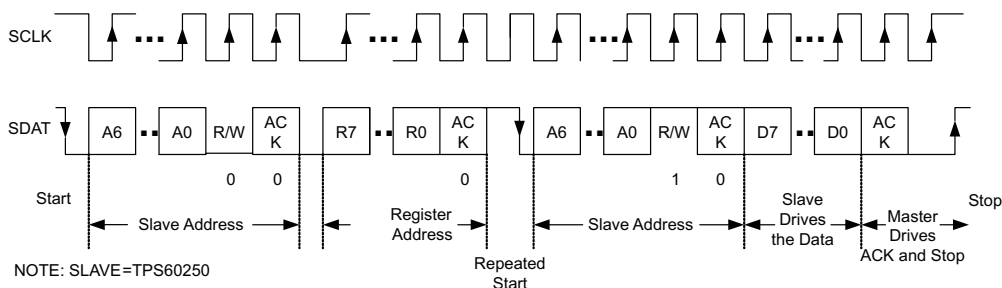 SCLK
SDAT
A6
A0
R/W
AC
K
R7
R0
AC
K
A6
A0
R/W
AC
K
D7
D0
AC
K
0
0
0
1
0
Start
Slave Address
Register
Address
Repeated
Start
Slave Address
Slave
Drives
the Data
Master
Drives
ACK and Stop
Stop
NOTE: SLAVE=TPS60250